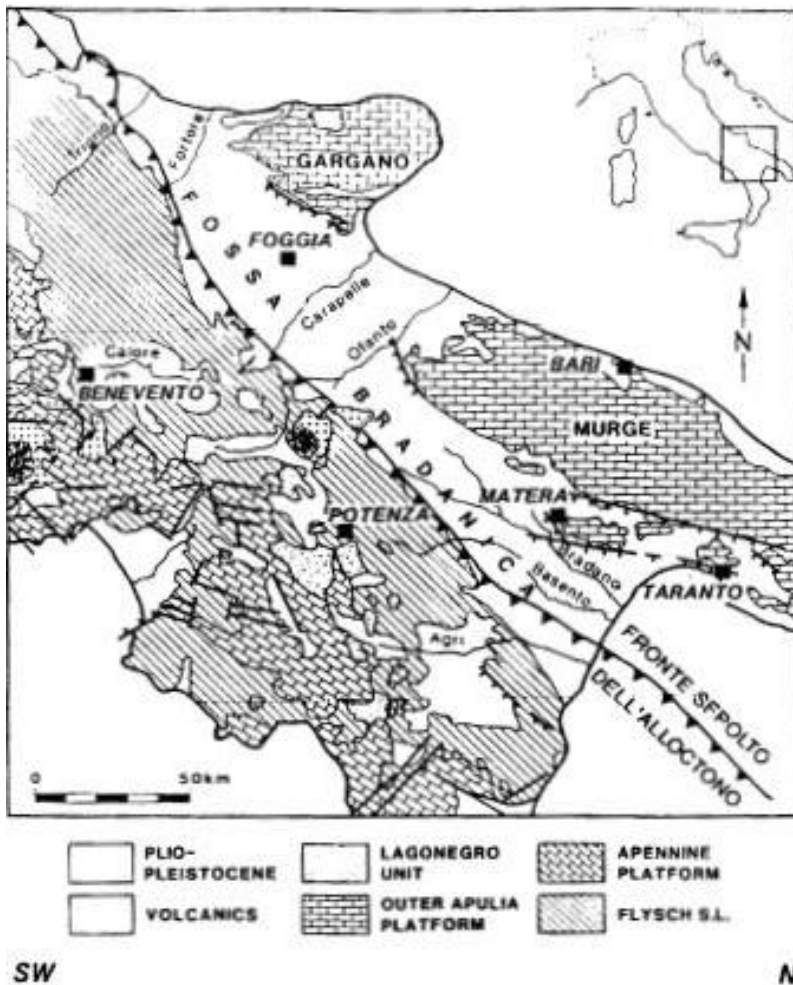 Trigno
Fortore
GARGANO
FOSSA
FOGGIA
Carapelle
Ofanto
N
Calore
BENEVENTO
BARI
BRADANICA
MURGE
MATERA
POTENZA
Bradano
Basento
TARANTO
Agri
FRONTE SEPOLTO
DELL'ALLOCTONO
0 50km
PLIO-
PLEISTOCENE
LAGONEGRO
UNIT
APENNINE
PLATFORM
VOLCANICS
OUTER APULIA
PLATFORM
FLYSCH S.L.
SW
N